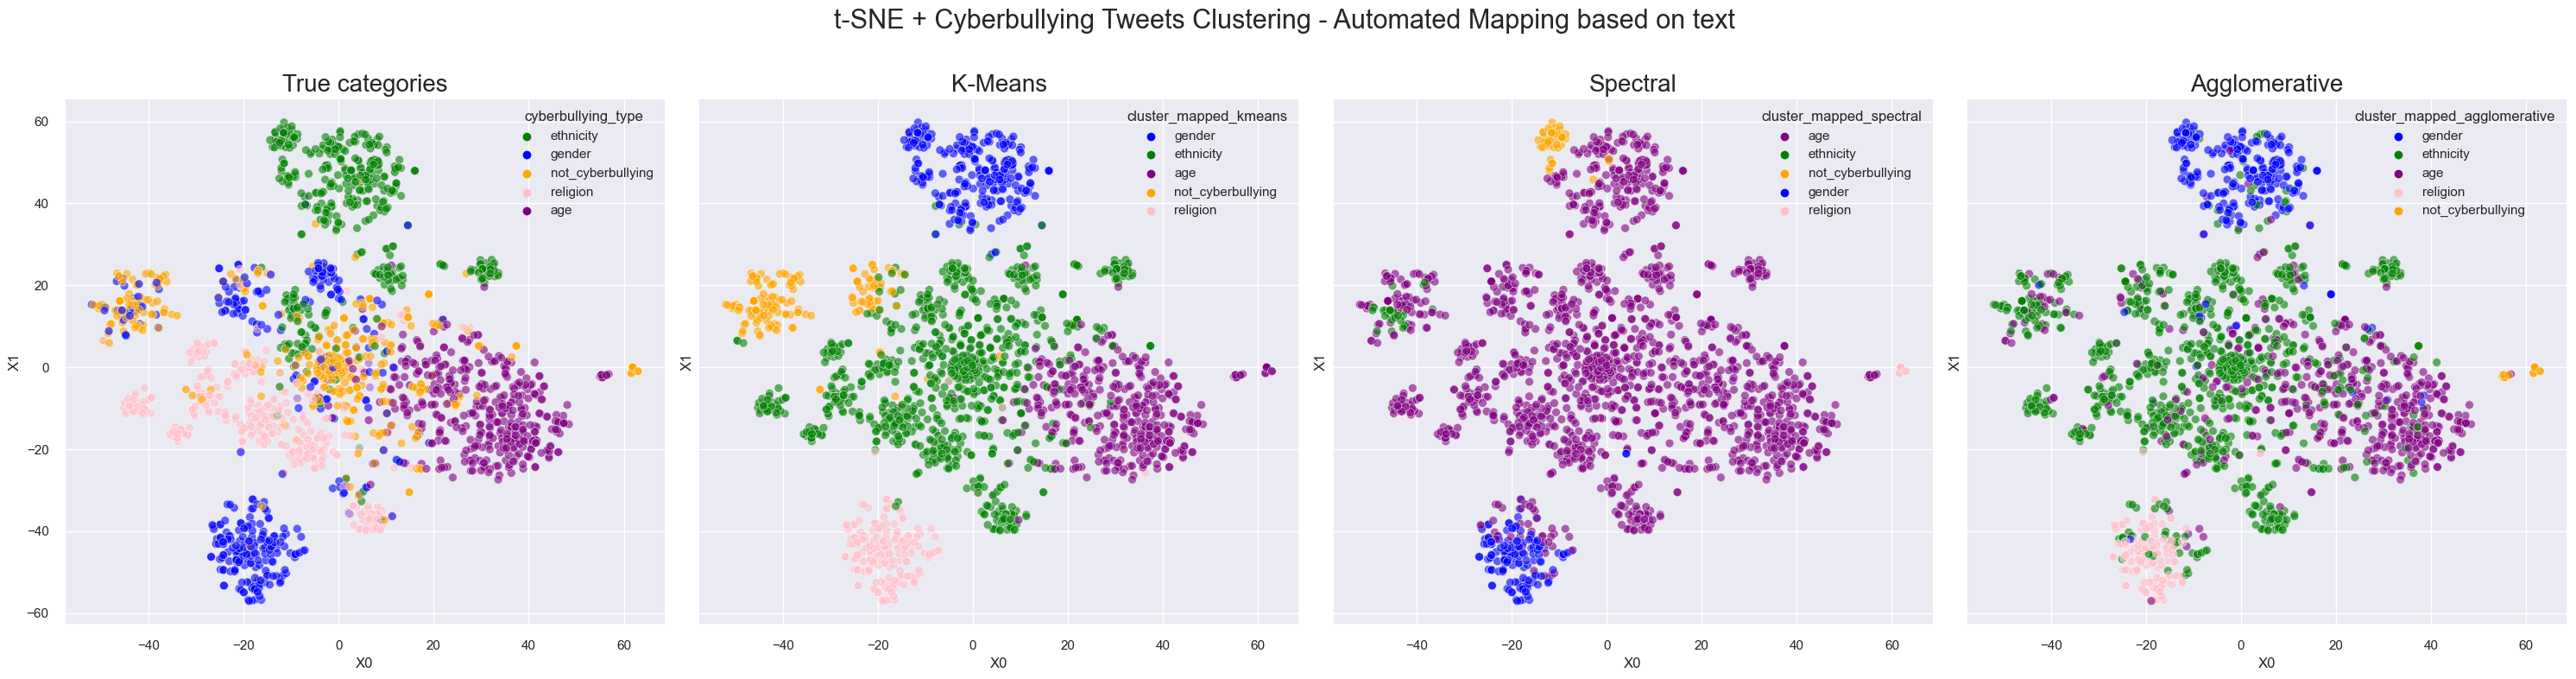 t-SNE + Cyberbullying Tweets Clustering - Automated Mapping based on text
True categories
cyberbullying_type
ethnicity
gender
not_cyberbullying
religion
age
60
40
20
0
−20
−40
−60
X1
−40 −20 0 20 40 60
X0
K-Means
cluster_mapped_kmeans
gender
ethnicity
age
not_cyberbullying
religion
X1
−40 −20 0 20 40 60
X0
Spectral
cluster_mapped_spectral
age
ethnicity
not_cyberbullying
gender
religion
X1
−40 −20 0 20 40 60
X0
Agglomerative
cluster_mapped_agglomerative
gender
ethnicity
age
religion
not_cyberbullying
X1
−40 −20 0 20 40 60
X0